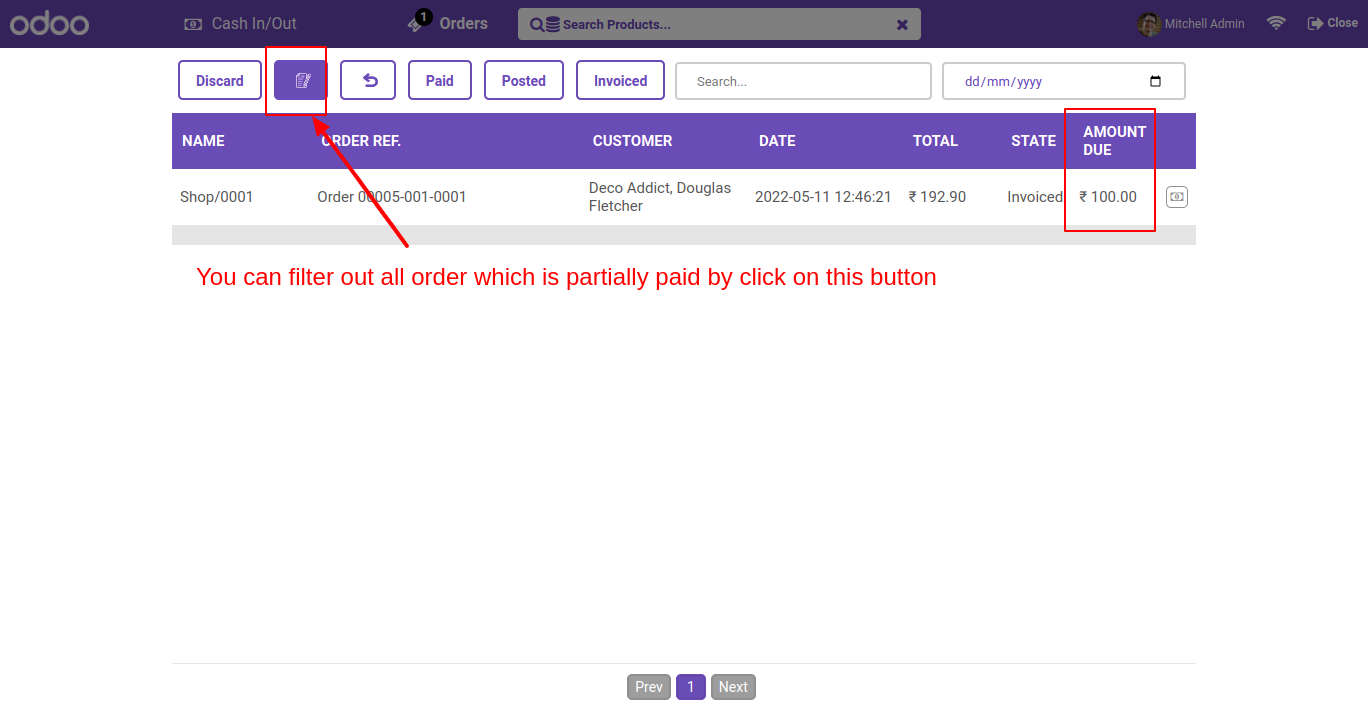 odoo Cash In/Out 1 Orders Search Products... Mitchell Admin Close
Discard Paid Posted Invoiced Search... dd/mm/yyyy
NAME ORDER REF. CUSTOMER DATE TOTAL STATE AMOUNT DUE
Shop/0001 Order 00005-001-0001 Deco Addict, Douglas Fletcher 2022-05-11 12:46:21 ₹ 192.90 Invoiced ₹ 100.00
You can filter out all order which is partially paid by click on this button
Prev 1 Next